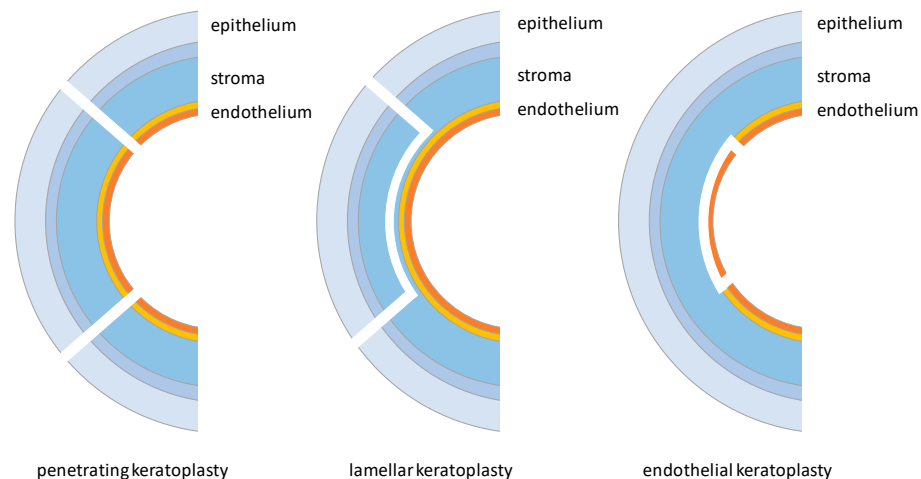 epithelium
stroma
endothelium
penetrating keratoplasty
epithelium
stroma
endothelium
lamellar keratoplasty
epithelium
stroma
endothelium
endothelial keratoplasty